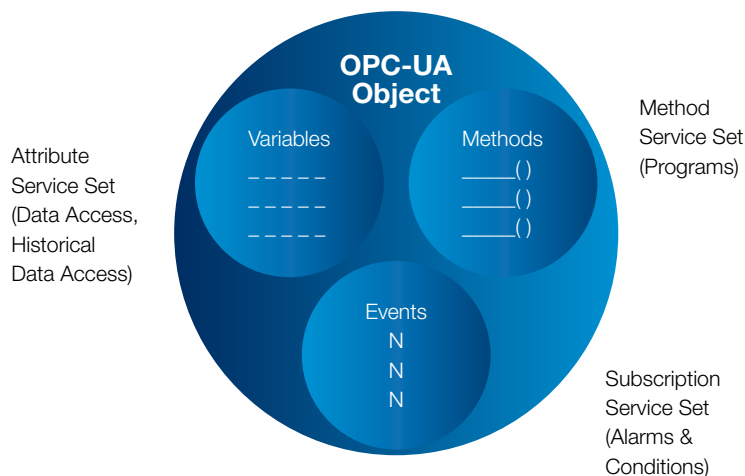 OPC-UA
Object
Variables
_ _ _ _ _
_ _ _ _ _
_ _ _ _ _
Methods
_____( )
_____( )
_____( )
Events
N
N
N
Attribute
Service Set
(Data Access,
Historical
Data Access)
Method
Service Set
(Programs)
Subscription
Service Set
(Alarms &
Conditions)